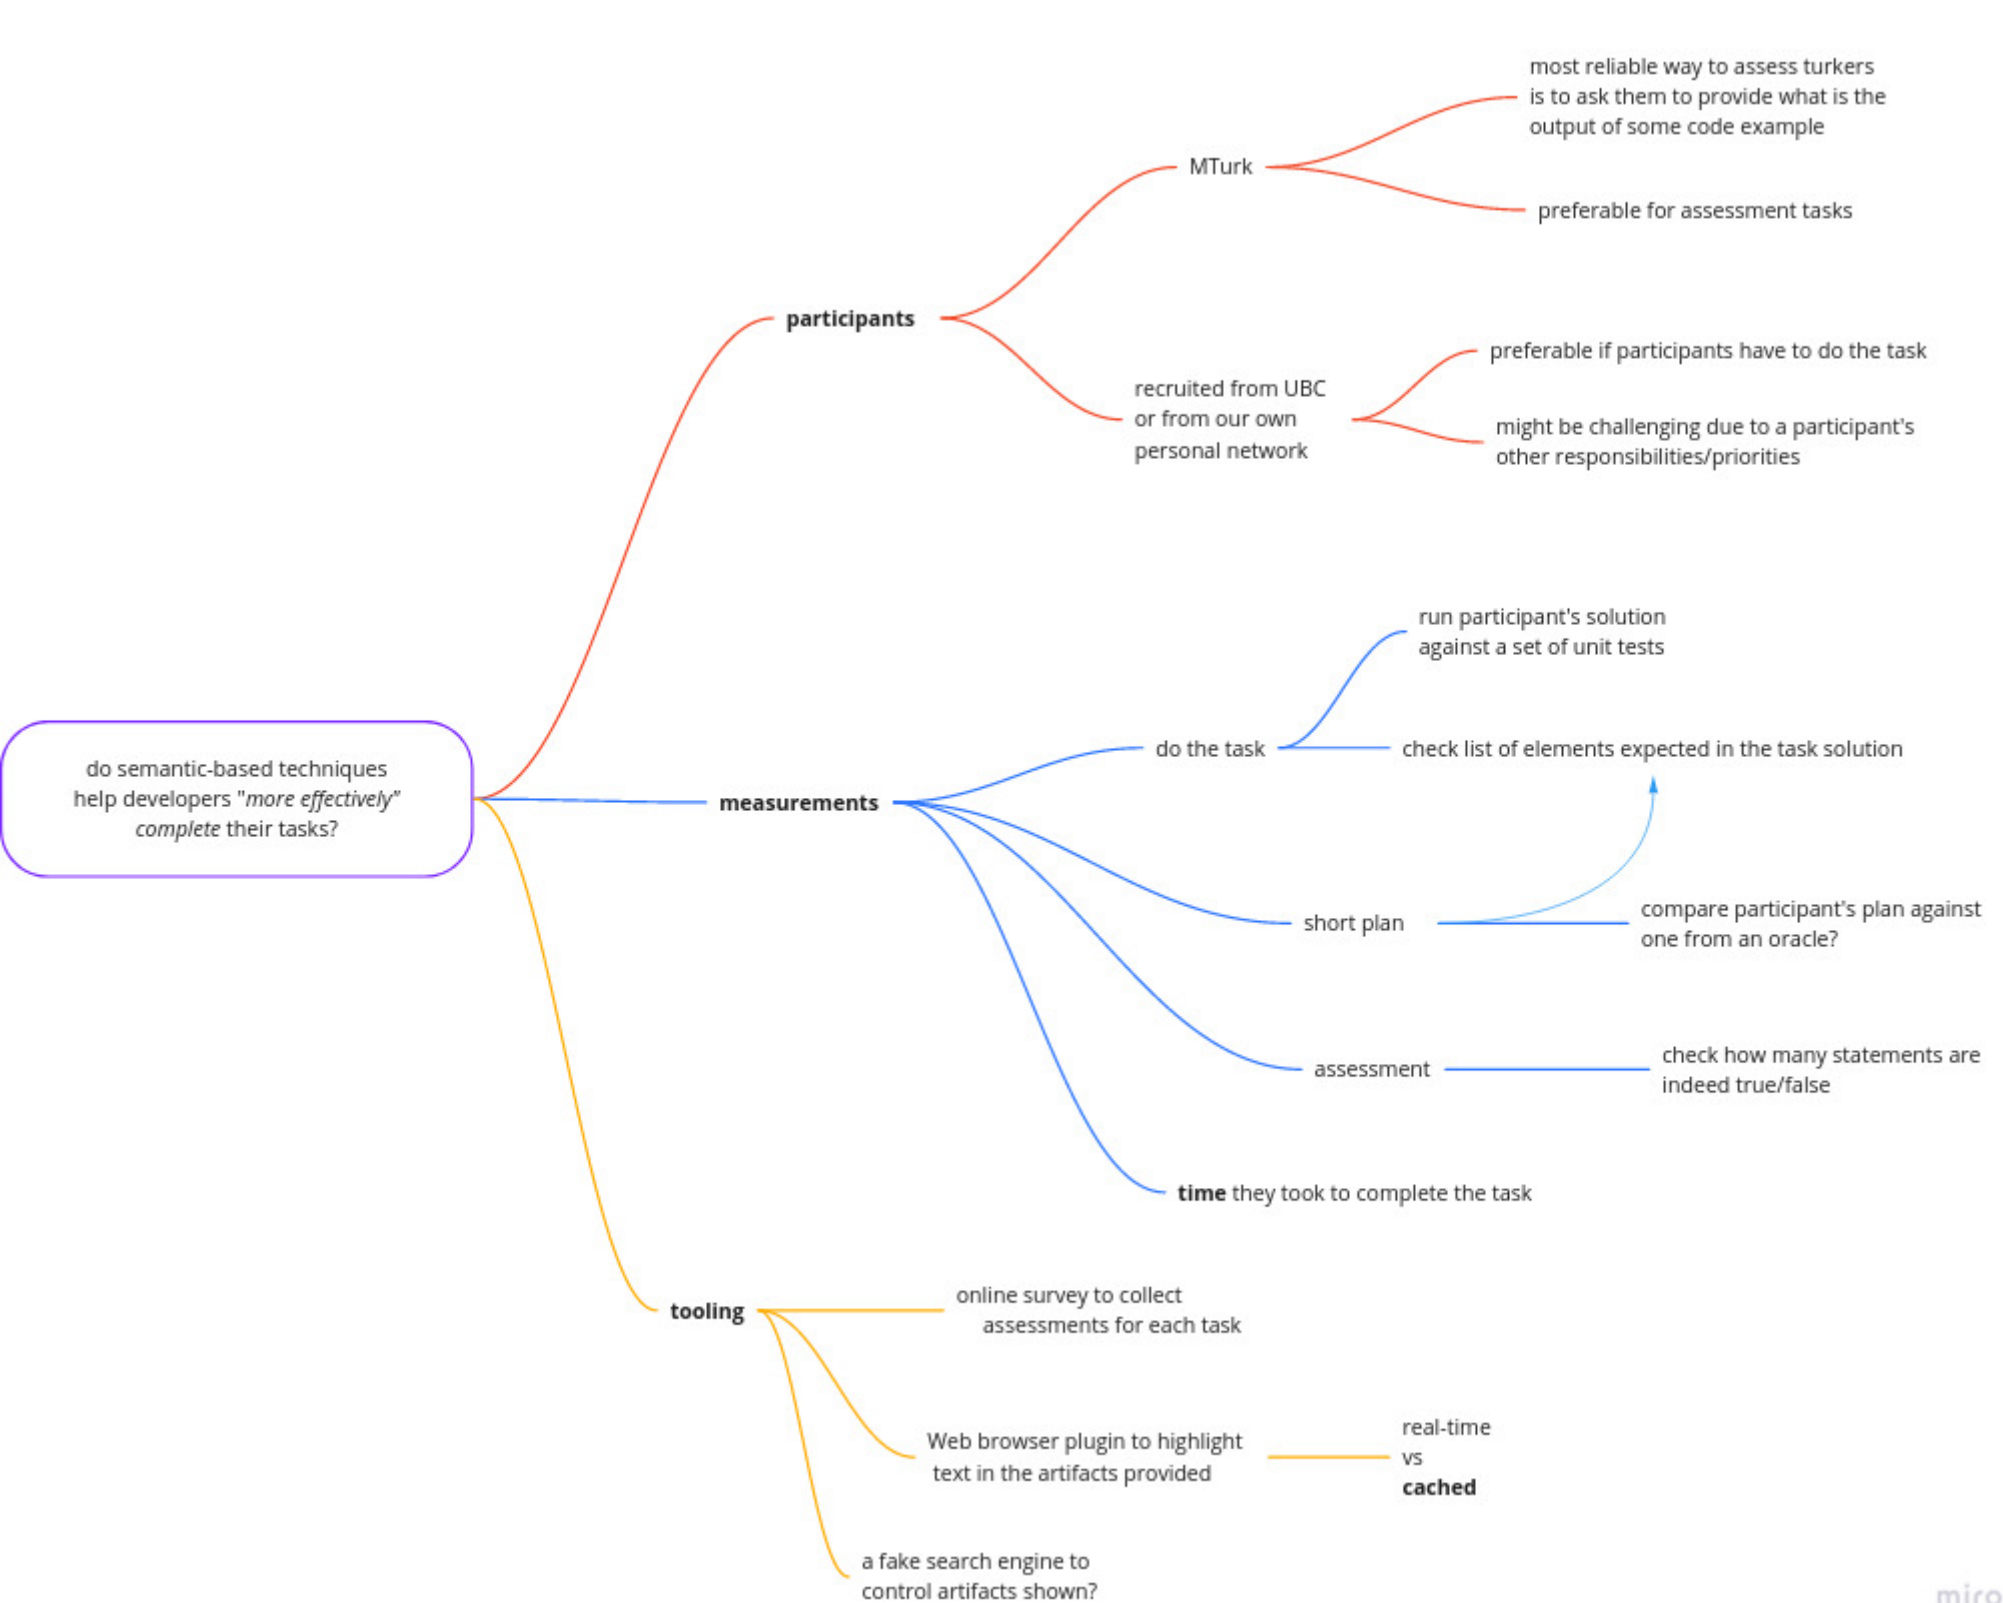 most reliable way to assess turkers
is to ask them to provide what is the
output of some code example
MTurk
preferable for assessment tasks
participants
preferable if participants have to do the task
recruited from UBC
or from our own
personal network
might be challenging due to a participant's
other responsibilities/priorities
run participant's solution
against a set of unit tests
do semantic-based techniques
help developers "more effectively"
complete their tasks?
do the task
check list of elements expected in the task solution
measurements
short plan
compare participant's plan against
one from an oracle?
assessment
check how many statements are
indeed true/false
time they took to complete the task
tooling
online survey to collect
assessments for each task
Web browser plugin to highlight
text in the artifacts provided
real-time
vs
cached
a fake search engine to
control artifacts shown?
miro